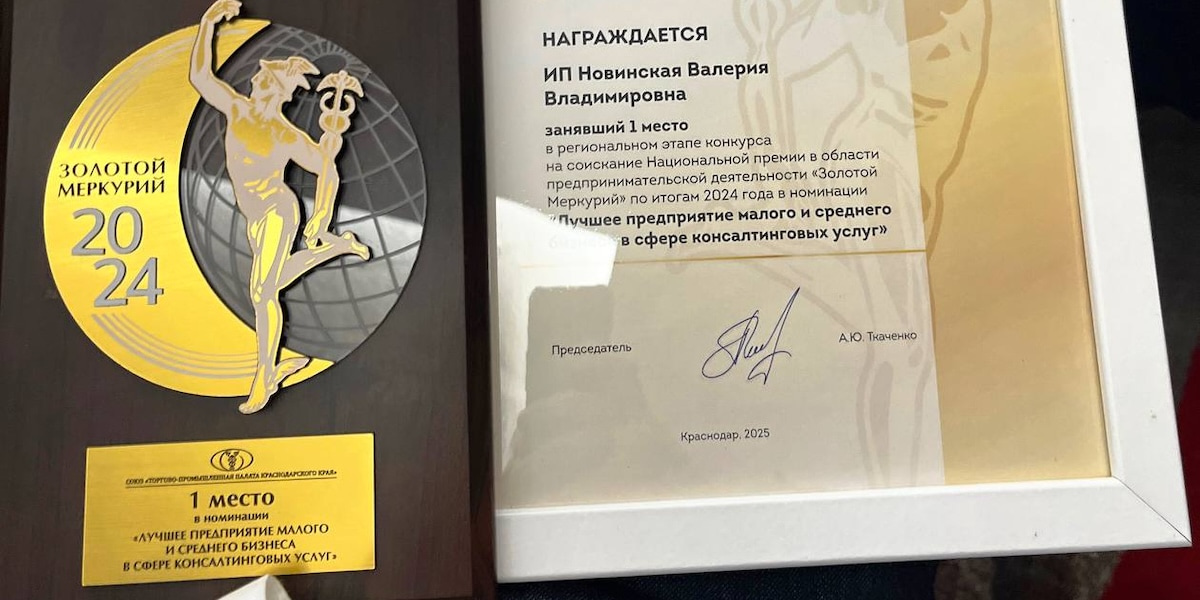 ЗОЛОТОЙ
МЕРКУРИЙ
20
24
СОЮЗ «ТОРГОВО-ПРОМЫШЛЕННАЯ ПАЛАТА КРАСНОДАРСКОГО КРАЯ»
1 место
в номинации
«ЛУЧШЕЕ ПРЕДПРИЯТИЕ МАЛОГО
И СРЕДНЕГО БИЗНЕСА
В СФЕРЕ КОНСАЛТИНГОВЫХ УСЛУГ»
НАГРАЖДАЕТСЯ
ИП Новинская Валерия
Владимировна
занявший 1 место
в региональном этапе конкурса
на соискание Национальной премии в области
предпринимательской деятельности «Золотой
Меркурий» по итогам 2024 года в номинации
«Лучшее предприятие малого и среднего
бизнеса в сфере консалтинговых услуг»
Председатель
А.Ю. Ткаченко
Краснодар, 2025